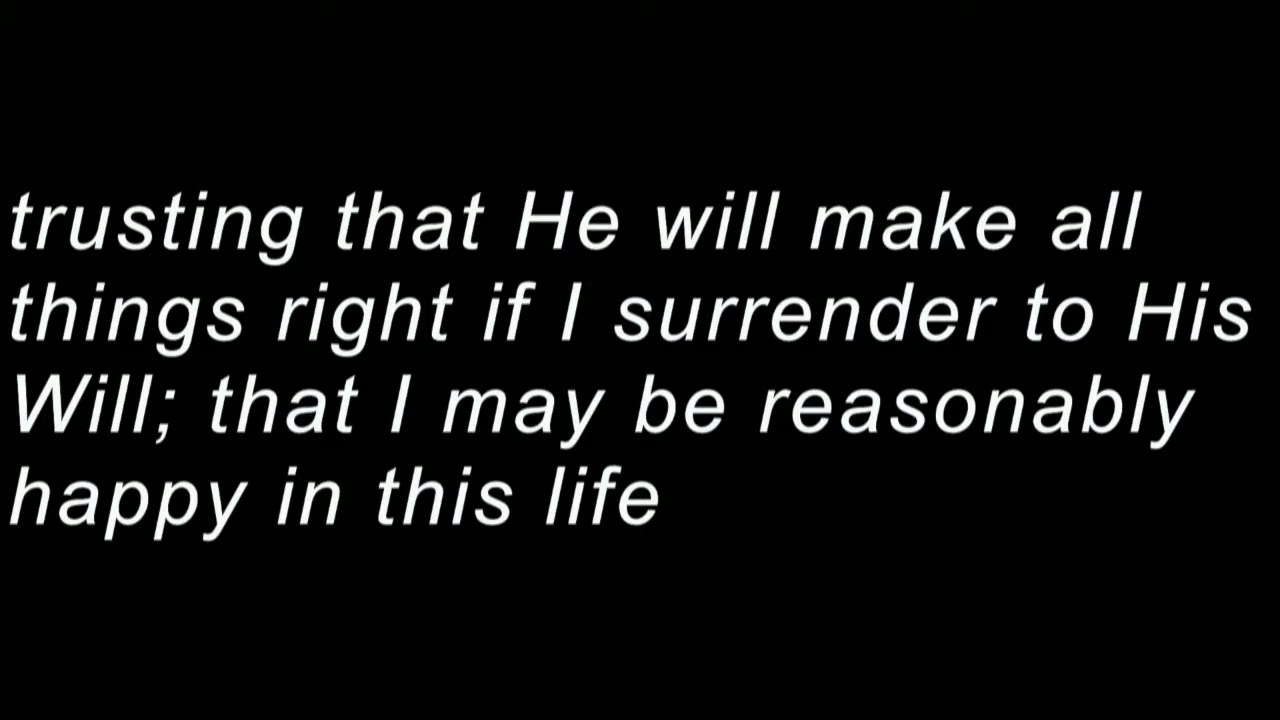 trusting that He will make all
things right if I surrender to His
Will; that I may be reasonably
happy in this life